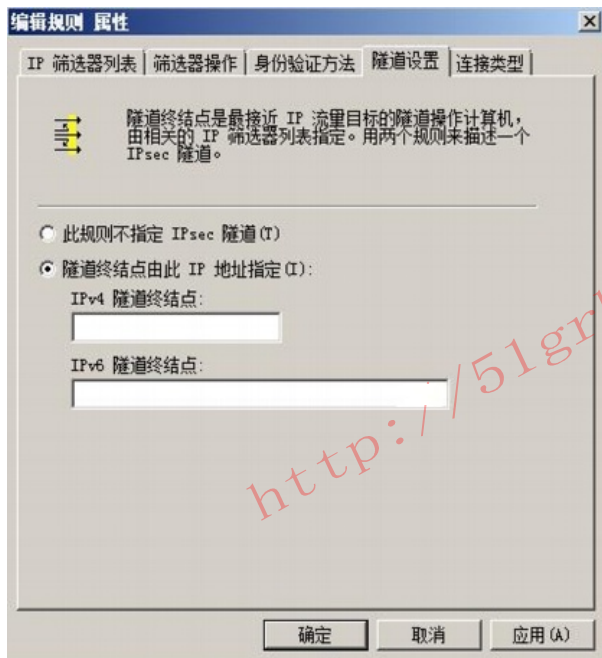 编辑规则 属性
IP 筛选器列表 筛选器操作 身份验证方法 隧道设置 连接类型
隧道终结点是最接近 IP 流量目标的隧道操作计算机，
由相关的 IP 筛选器列表指定。用两个规则来描述一个
IPsec 隧道。
此规则不指定 IPsec 隧道(T)
隧道终结点由此 IP 地址指定(I):
IPv4 隧道终结点:
IPv6 隧道终结点:
http://51gr
确定 取消 应用(A)